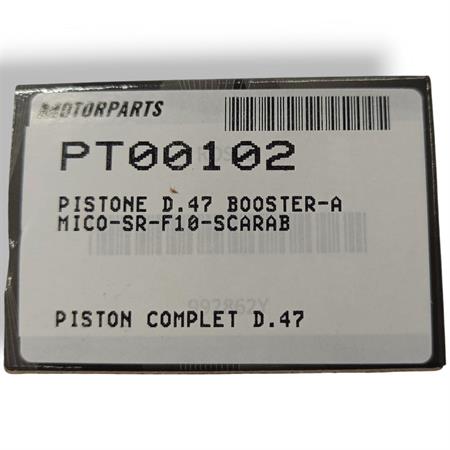 MOTORPARTS
PT00102
PISTONE D.47 BOOSTER-A
MICO-SR-F10-SCARAB
992862Y
PISTON COMPLET D.47